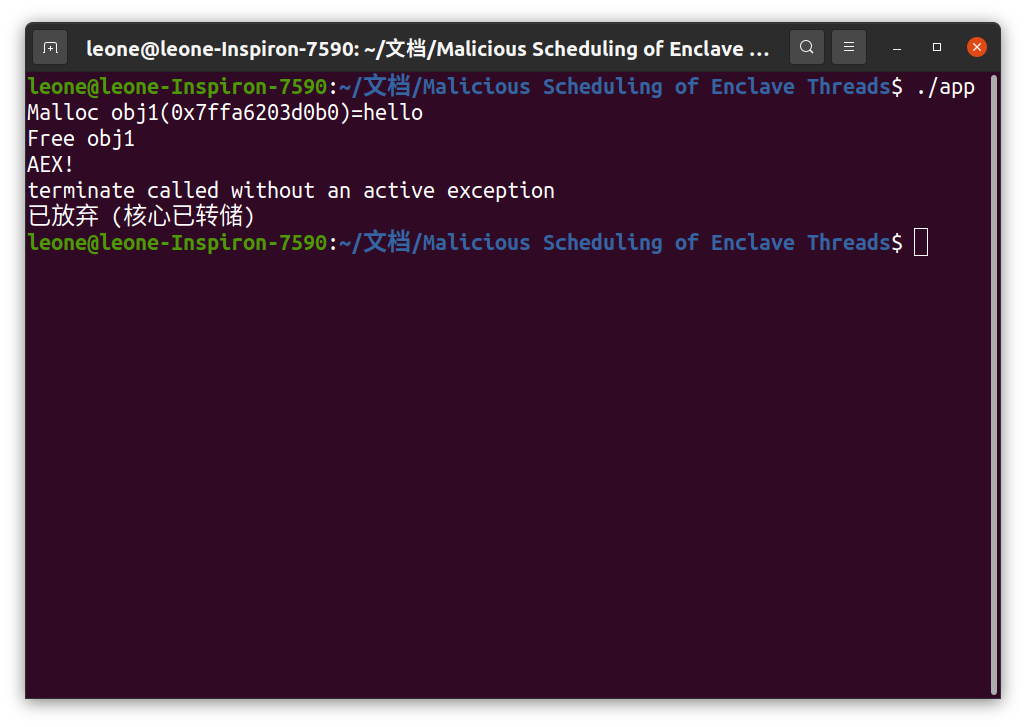 leone@leone-Inspiron-7590: ~/文档/Malicious Scheduling of Enclave ...
leone@leone-Inspiron-7590:~/文档/Malicious Scheduling of Enclave Threads$ ./app
Malloc obj1(0x7ffa6203d0b0)=hello
Free obj1
AEX!
terminate called without an active exception
已放弃 (核心已转储)
leone@leone-Inspiron-7590:~/文档/Malicious Scheduling of Enclave Threads$